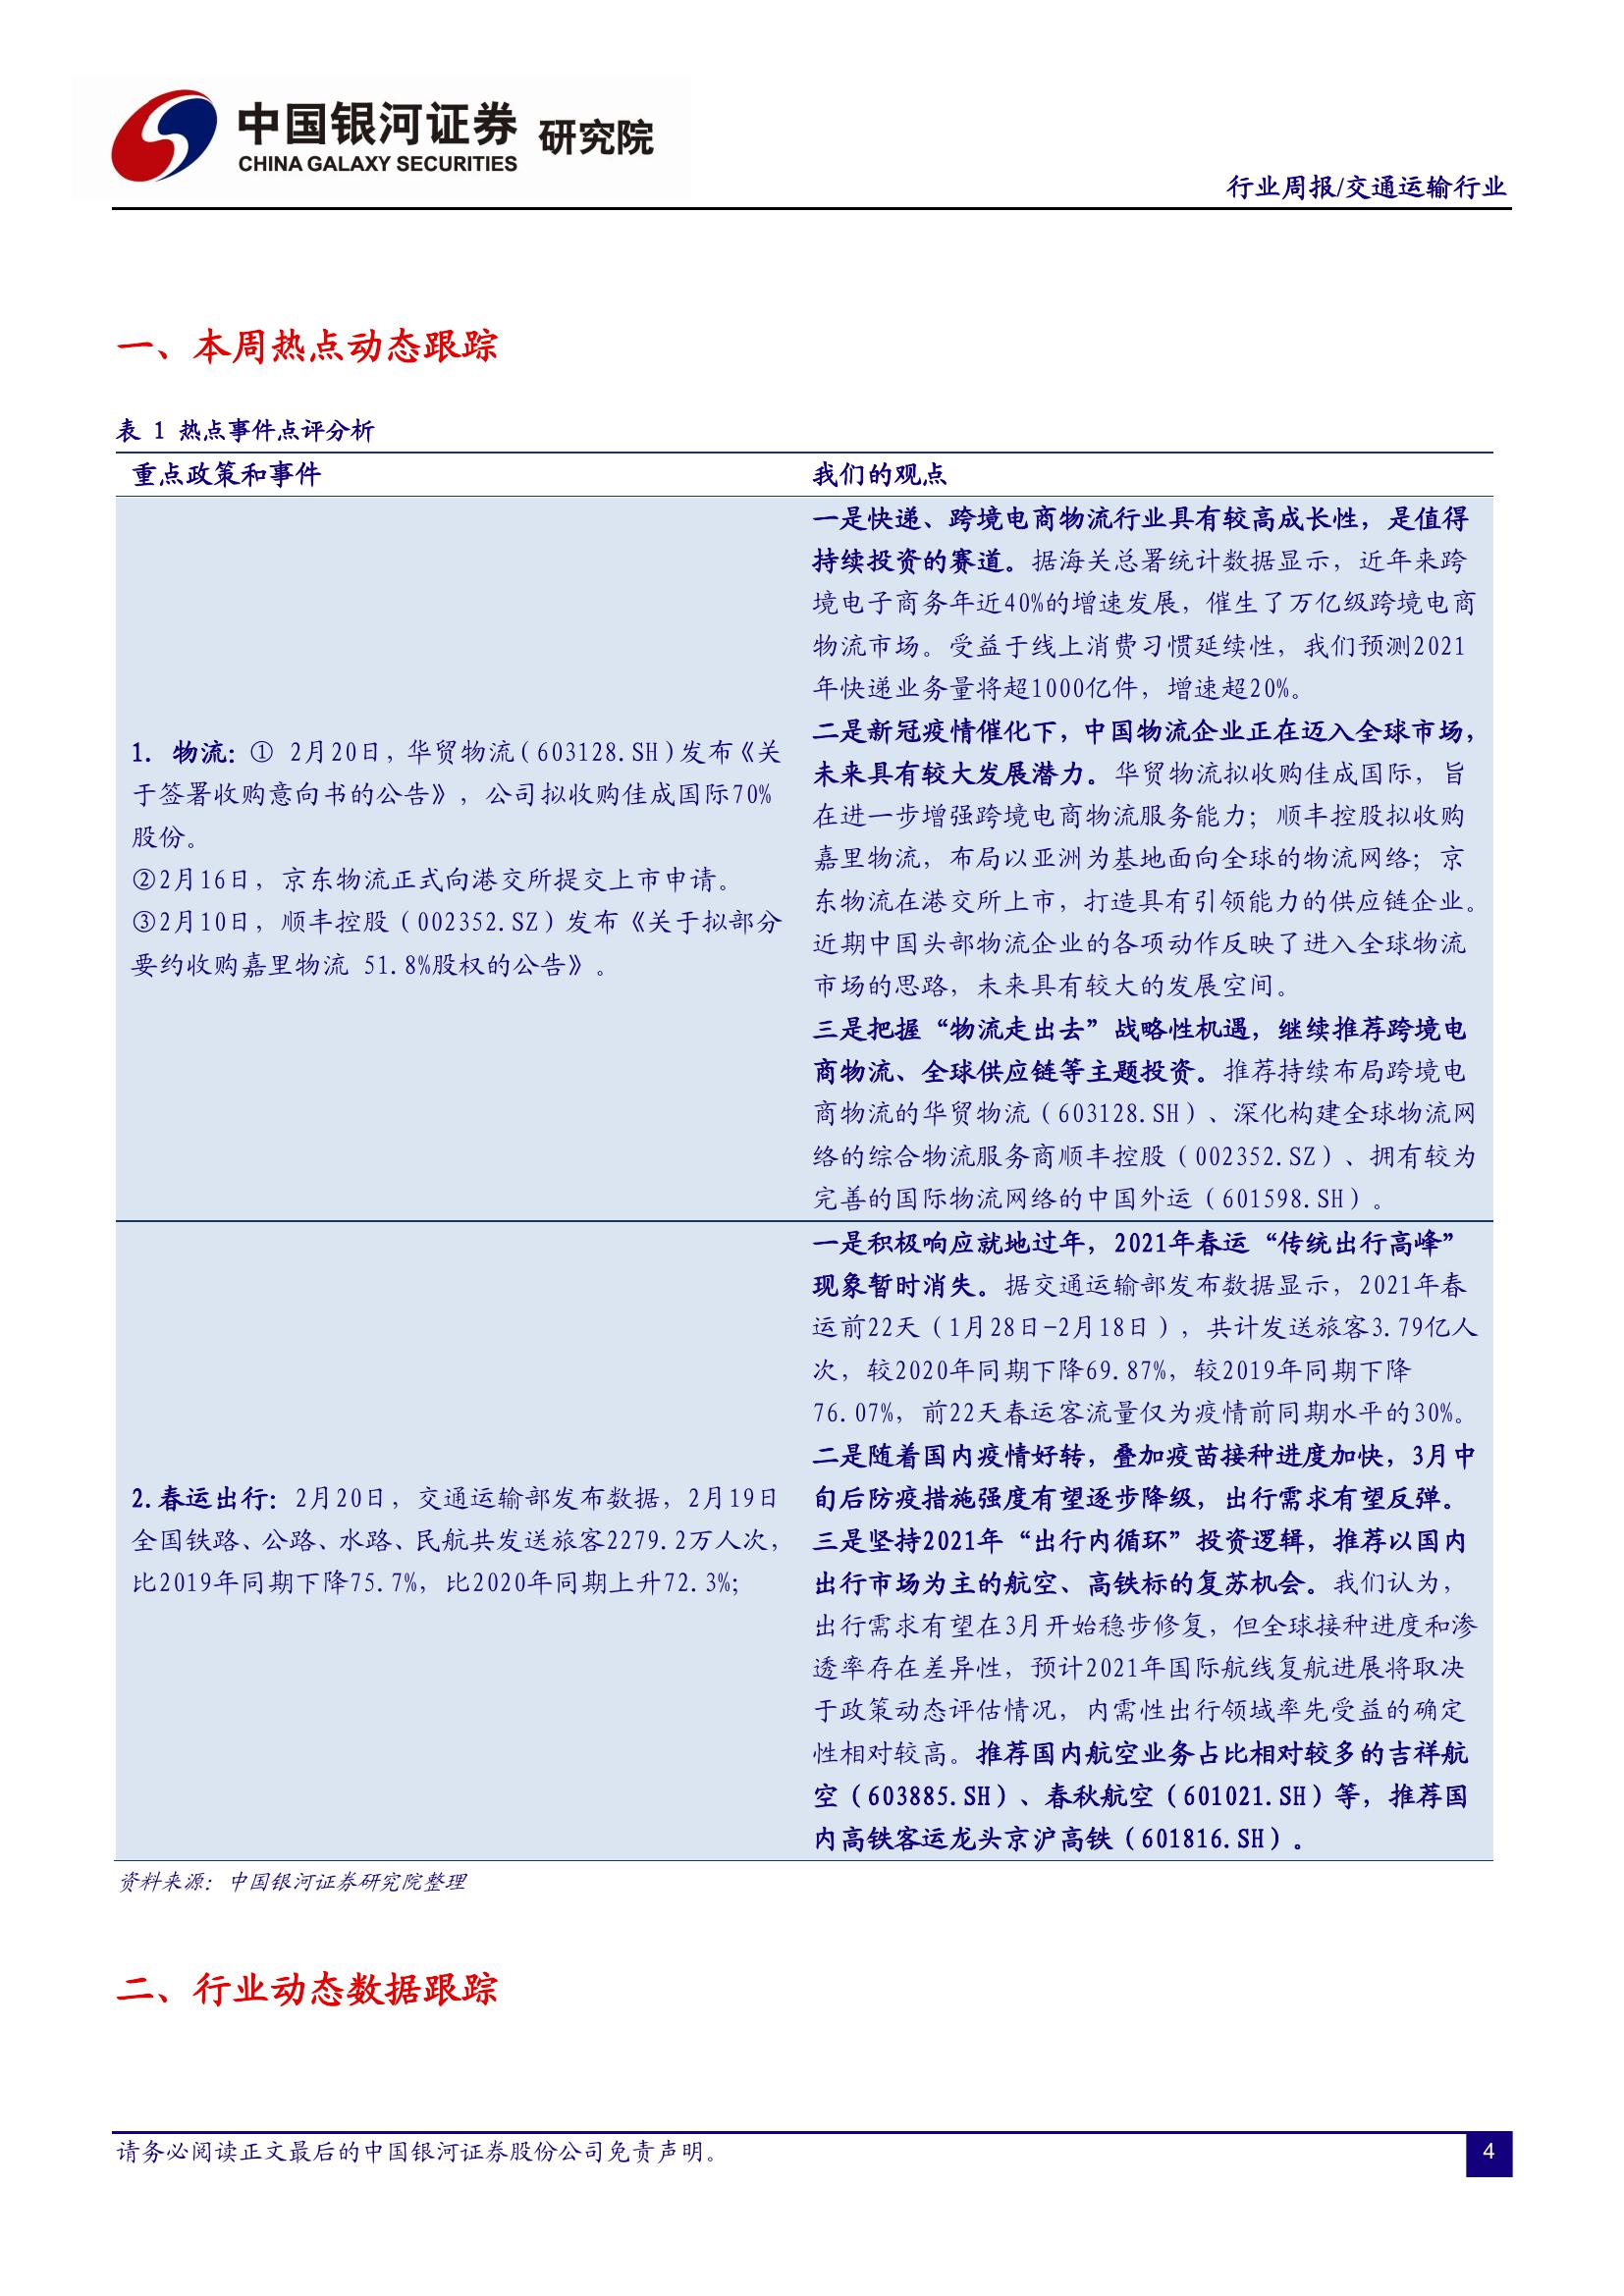 中国银河证券 研究院
CHINA GALAXY SECURITIES
行业周报/交通运输行业
一、本周热点动态跟踪
表 1 热点事件点评分析
重点政策和事件
我们的观点
1. 物流：① 2月20日，华贸物流（603128.SH）发布《关
于签署收购意向书的公告》，公司拟收购佳成国际70%
股份。
②2月16日，京东物流正式向港交所提交上市申请。
③2月10日，顺丰控股（002352.SZ）发布《关于拟部分
要约收购嘉里物流 51.8%股权的公告》。
一是快递、跨境电商物流行业具有较高成长性，是值得
持续投资的赛道。据海关总署统计数据显示，近年来跨
境电子商务年近40%的增速发展，催生了万亿级跨境电商
物流市场。受益于线上消费习惯延续性，我们预测2021
年快递业务量将超1000亿件，增速超20%。
二是新冠疫情催化下，中国物流企业正在迈入全球市场，
未来具有较大发展潜力。华贸物流拟收购佳成国际，旨
在进一步增强跨境电商物流服务能力；顺丰控股拟收购
嘉里物流，布局以亚洲为基地面向全球的物流网络；京
东物流在港交所上市，打造具有引领能力的供应链企业。
近期中国头部物流企业的各项动作反映了进入全球物流
市场的思路，未来具有较大的发展空间。
三是把握“物流走出去”战略性机遇，继续推荐跨境电
商物流、全球供应链等主题投资。推荐持续布局跨境电
商物流的华贸物流（603128.SH）、深化构建全球物流网
络的综合物流服务商顺丰控股（002352.SZ）、拥有较为
完善的国际物流网络的中国外运（601598.SH）。
2.春运出行：2月20日，交通运输部发布数据，2月19日
全国铁路、公路、水路、民航共发送旅客2279.2万人次，
比2019年同期下降75.7%，比2020年同期上升72.3%；
一是积极响应就地过年，2021年春运“传统出行高峰”
现象暂时消失。据交通运输部发布数据显示，2021年春
运前22天（1月28日-2月18日），共计发送旅客3.79亿人
次，较2020年同期下降69.87%，较2019年同期下降
76.07%，前22天春运客流量仅为疫情前同期水平的30%。
二是随着国内疫情好转，叠加疫苗接种进度加快，3月中
旬后防疫措施强度有望逐步降级，出行需求有望反弹。
三是坚持2021年“出行内循环”投资逻辑，推荐以国内
出行市场为主的航空、高铁标的复苏机会。我们认为，
出行需求有望在3月开始稳步修复，但全球接种进度和渗
透率存在差异性，预计2021年国际航线复航进展将取决
于政策动态评估情况，内需性出行领域率先受益的确定
性相对较高。推荐国内航空业务占比相对较多的吉祥航
空（603885.SH）、春秋航空（601021.SH）等，推荐国
内高铁客运龙头京沪高铁（601816.SH）。
资料来源：中国银河证券研究院整理
二、行业动态数据跟踪
请务必阅读正文最后的中国银河证券股份公司免责声明。
4